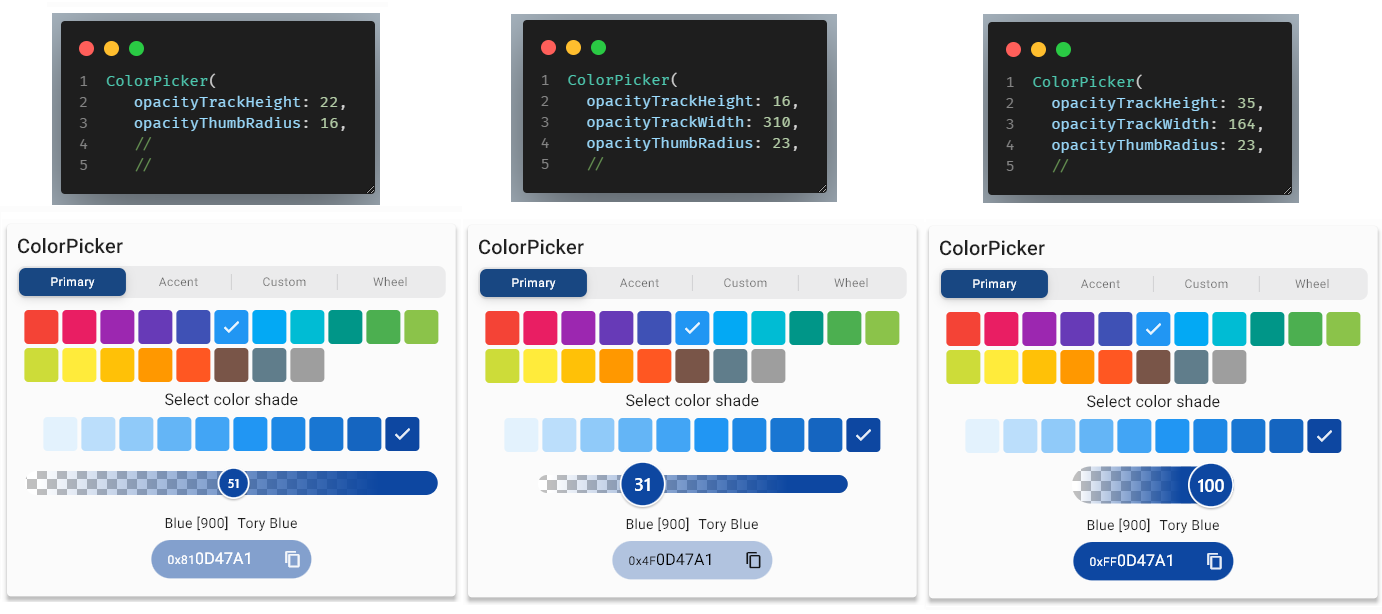 1 ColorPicker(
2 opacityTrackHeight: 22,
3 opacityThumbRadius: 16,
4 //
5 //
1 ColorPicker(
2 opacityTrackHeight: 16,
3 opacityTrackWidth: 310,
4 opacityThumbRadius: 23,
5 //
1 ColorPicker(
2 opacityTrackHeight: 35,
3 opacityTrackWidth: 164,
4 opacityThumbRadius: 23,
5 //
ColorPicker
Primary Accent Custom Wheel
Select color shade
51
Blue [900] Tory Blue
0x810D47A1
ColorPicker
Primary Accent Custom Wheel
Select color shade
31
Blue [900] Tory Blue
0x4F0D47A1
ColorPicker
Primary Accent Custom Wheel
Select color shade
100
Blue [900] Tory Blue
0xFF0D47A1